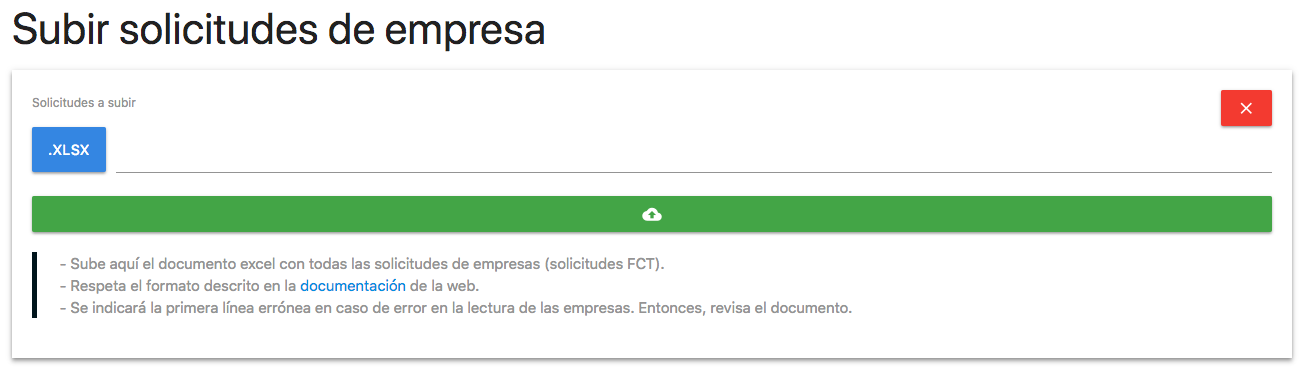 Subir solicitudes de empresa
Solicitudes a subir
.XLSX
- Sube aquí el documento excel con todas las solicitudes de empresas (solicitudes FCT).
- Respeta el formato descrito en la documentación de la web.
- Se indicará la primera línea errónea en caso de error en la lectura de las empresas. Entonces, revisa el documento.